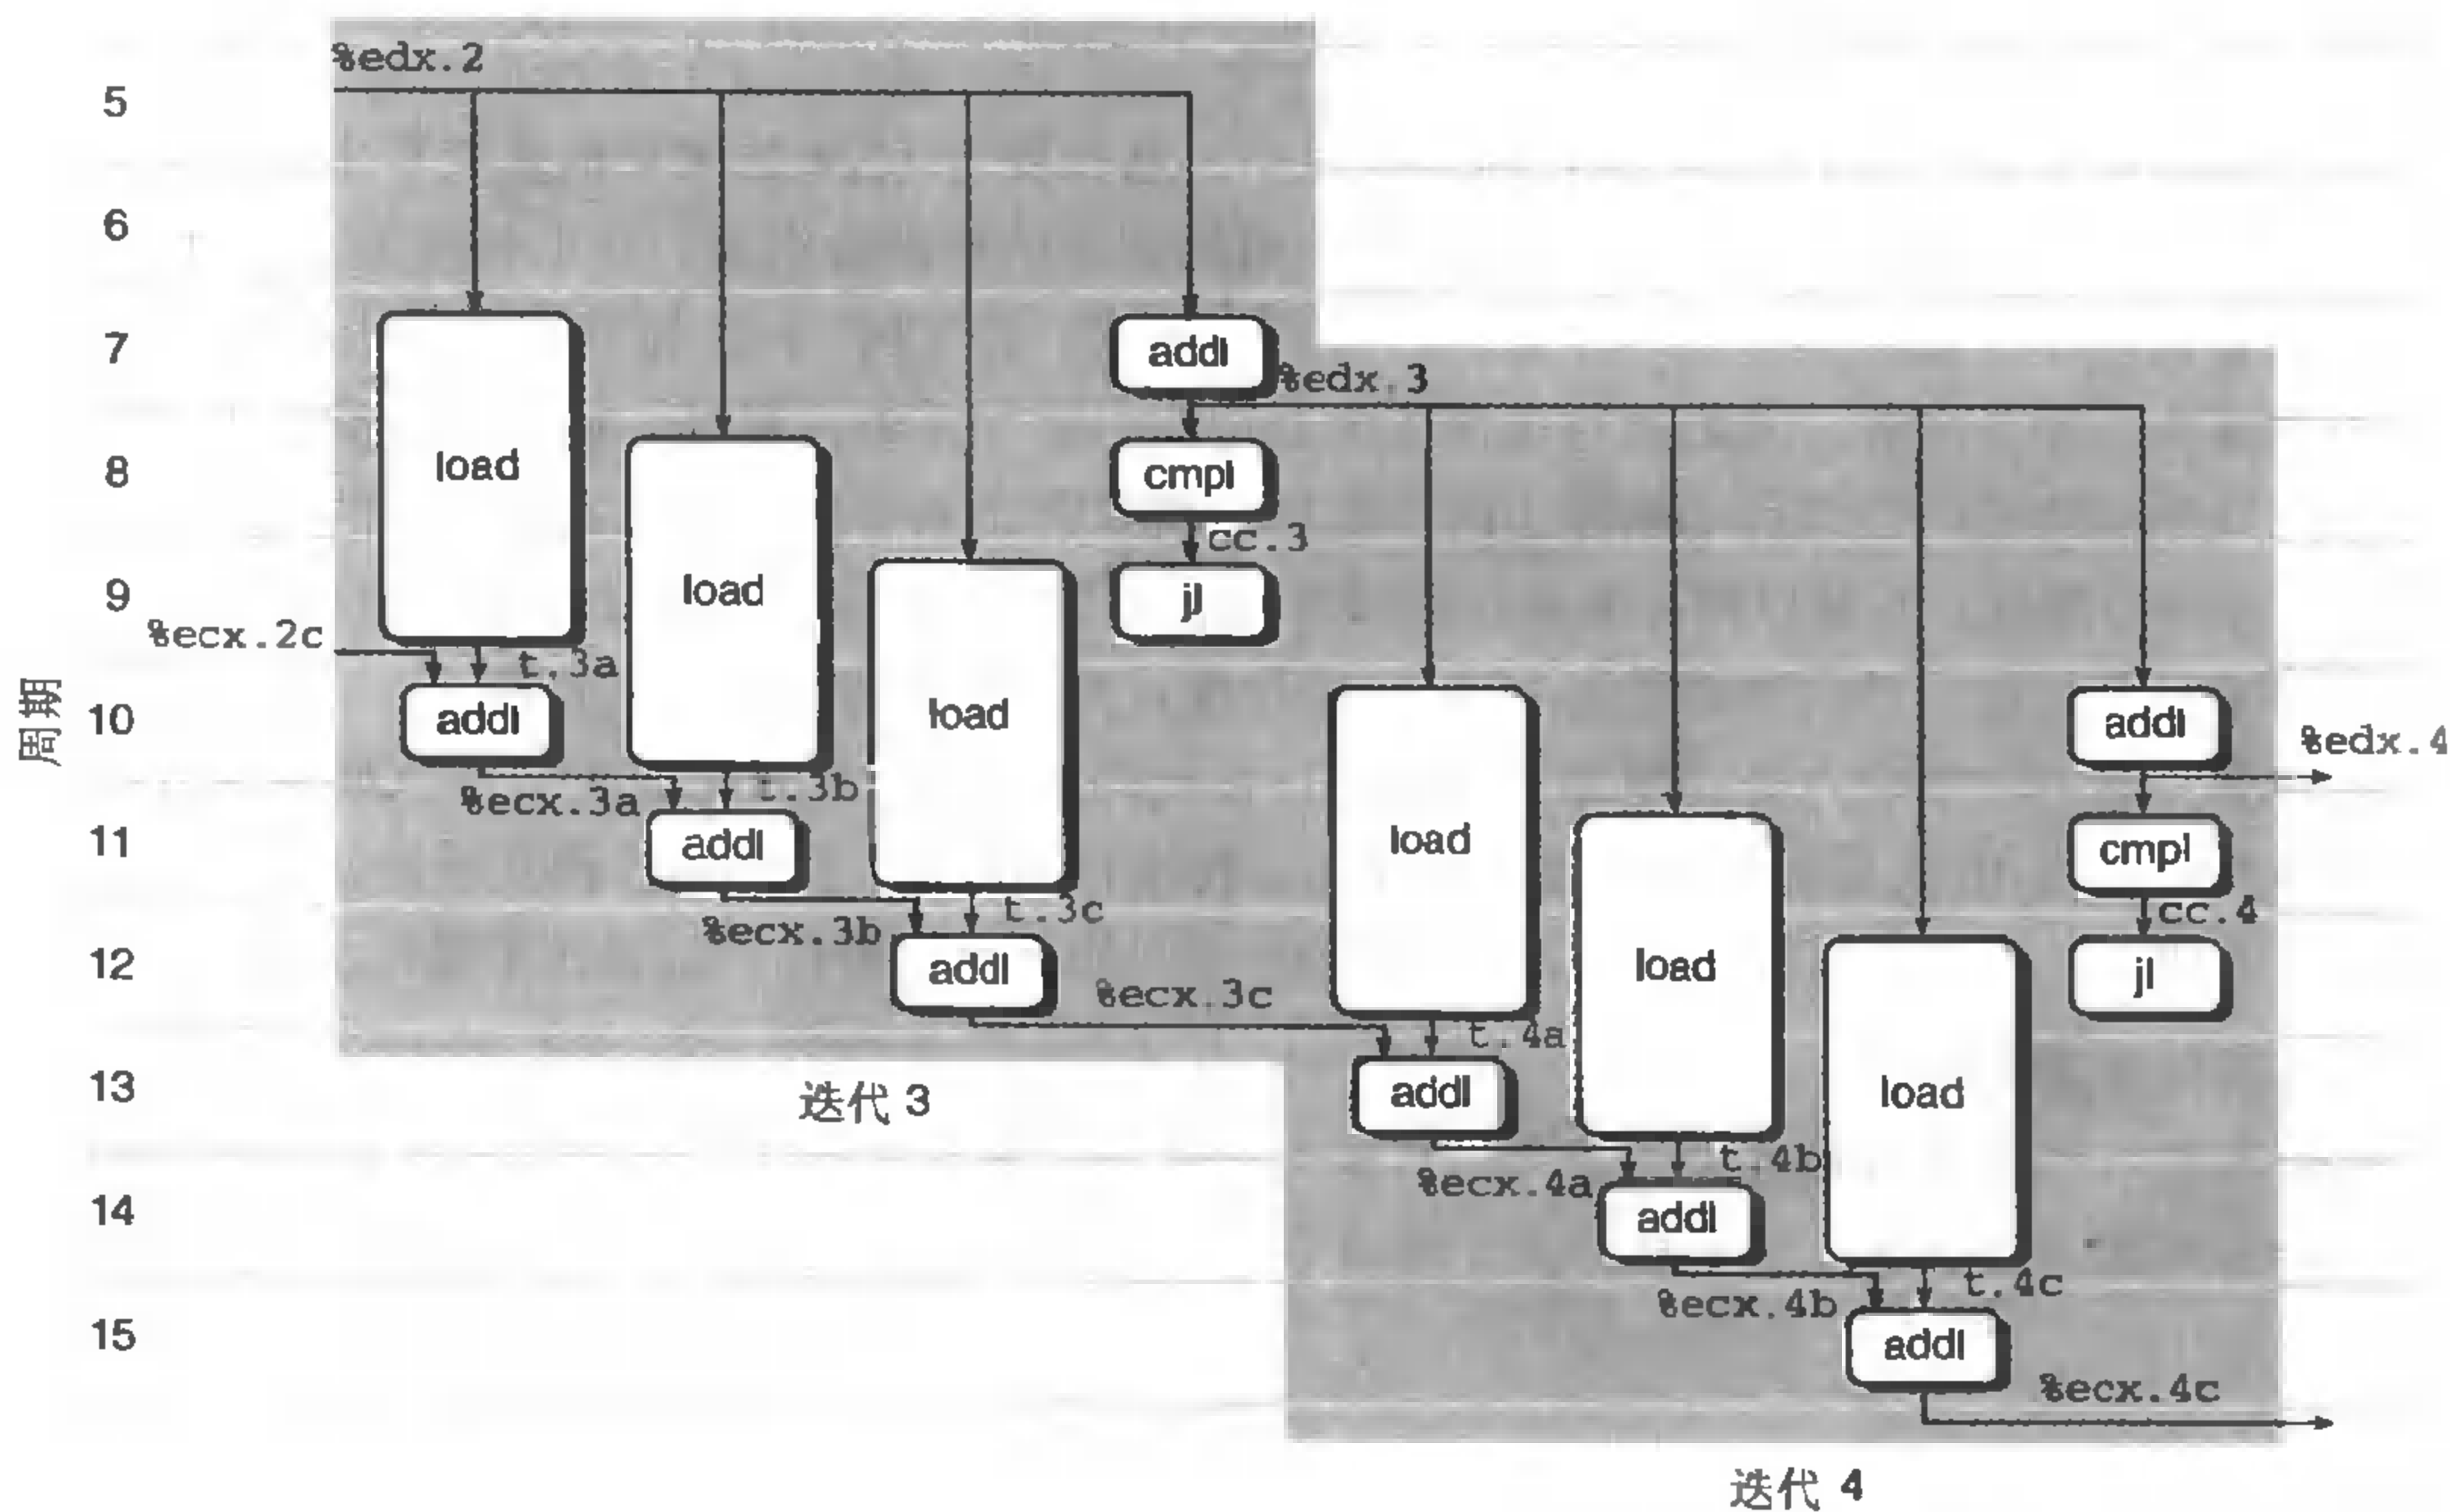 %edx.2
5
6
7
addl
%edx.3
load
8
cmpl
load
cc.3
9
jl
%ecx.2c
t.3a
周期
10
addl
load
addl
%edx.4
%ecx.3a
t.3b
11
addl
load
cmpl
%ecx.3b
t.3c
cc.4
12
addl
load
jl
%ecx.3c
t.4a
13
迭代 3
addl
load
%ecx.4a
t.4b
14
addl
%ecx.4b
t.4c
15
addl
%ecx.4c
迭代 4